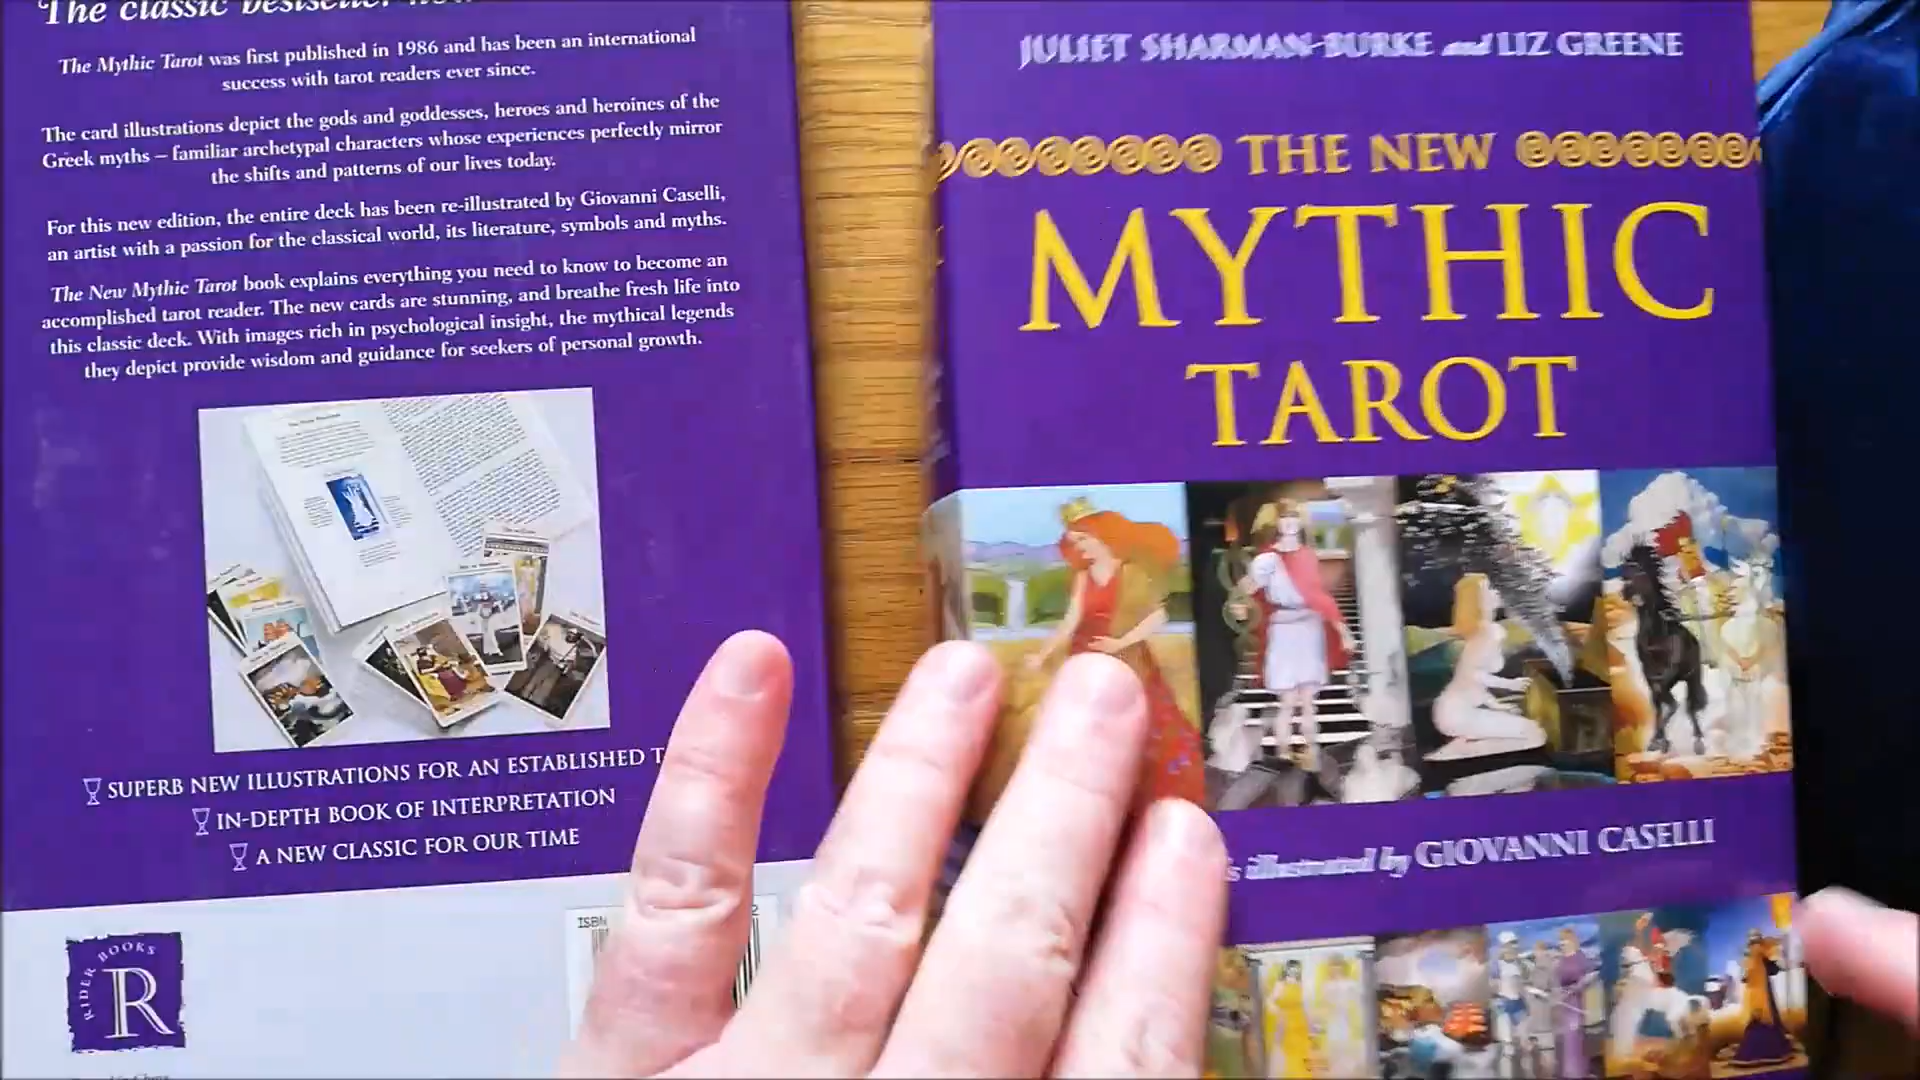 The classic bestseller
The Mythic Tarot was first published in 1986 and has been an international
success with tarot readers ever since.
The card illustrations depict the gods and goddesses, heroes and heroines of the
Greek myths – familiar archetypal characters whose experiences perfectly mirror
the shifts and patterns of our lives today.
For this new edition, the entire deck has been re-illustrated by Giovanni Caselli,
an artist with a passion for the classical world, its literature, symbols and myths.
The New Mythic Tarot book explains everything you need to know to become an
accomplished tarot reader. The new cards are stunning, and breathe fresh life into
this classic deck. With images rich in psychological insight, the mythical legends
they depict provide wisdom and guidance for seekers of personal growth.
SUPERB NEW ILLUSTRATIONS FOR AN ESTABLISHED T
IN-DEPTH BOOK OF INTERPRETATION
A NEW CLASSIC FOR OUR TIME
RIDER BOOKS
R
ISBN
2
JULIET SHARMAN-BURKE and LIZ GREENE
THE NEW
MYTHIC
TAROT
illustrated by GIOVANNI CASELLI